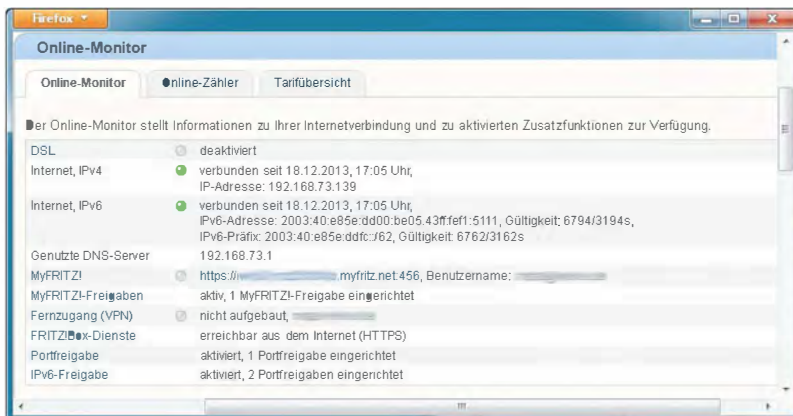 Firefox
Online-Monitor
Online-Monitor Online-Zähler Tarifübersicht
Der Online-Monitor stellt Informationen zu Ihrer Internetverbindung und zu aktivierten Zusatzfunktionen zur Verfügung.
DSL deaktiviert
Internet, IPv4 verbunden seit 18.12.2013, 17:05 Uhr,
IP-Adresse: 192.168.73.139
Internet, IPv6 verbunden seit 18.12.2013, 17:05 Uhr,
IPv6-Adresse: 2003:40:e85e:dd00:be05:43ff:fef1:5111, Gültigkeit: 6794/3194s,
IPv6-Präfix: 2003:40:e85e:ddfc::/62, Gültigkeit: 6762/3162s
Genutzte DNS-Server 192.168.73.1
MyFRITZ! https:// .myfritz.net:456, Benutzername:
MyFRITZ!-Freigaben aktiv, 1 MyFRITZ!-Freigabe eingerichtet
Fernzugang (VPN) nicht aufgebaut,
FRITZ!Box-Dienste erreichbar aus dem Internet (HTTPS)
Portfreigabe aktiviert, 1 Portfreigabe eingerichtet
IPv6-Freigabe aktiviert, 2 Portfreigaben eingerichtet